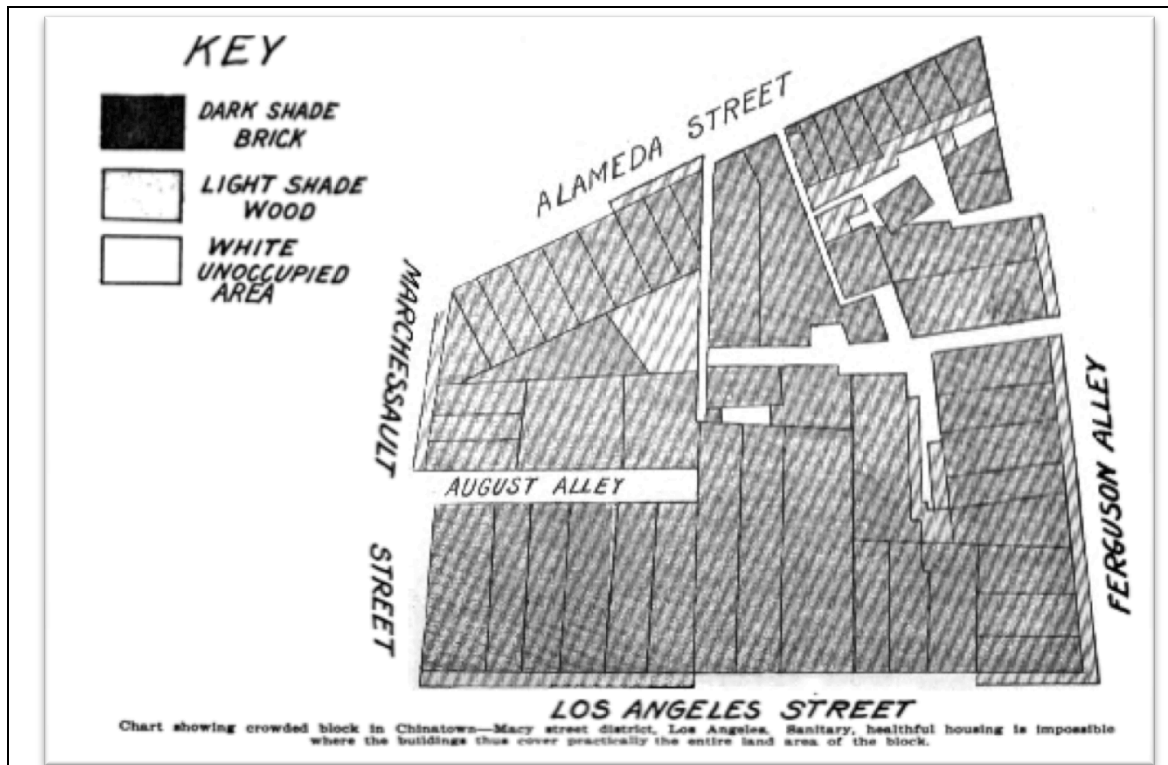 KEY
DARK SHADE
BRICK
LIGHT SHADE
WOOD
WHITE
UNOCCUPIED
AREA
ALAMEDA STREET
MARCHESSAULT
STREET
AUGUST ALLEY
FERGUSON ALLEY
LOS ANGELES STREET
Chart showing crowded block in Chinatown—Macy street district, Los Angeles. Sanitary, healthful housing is impossible
where the buildings thus cover practically the entire land area of the block.